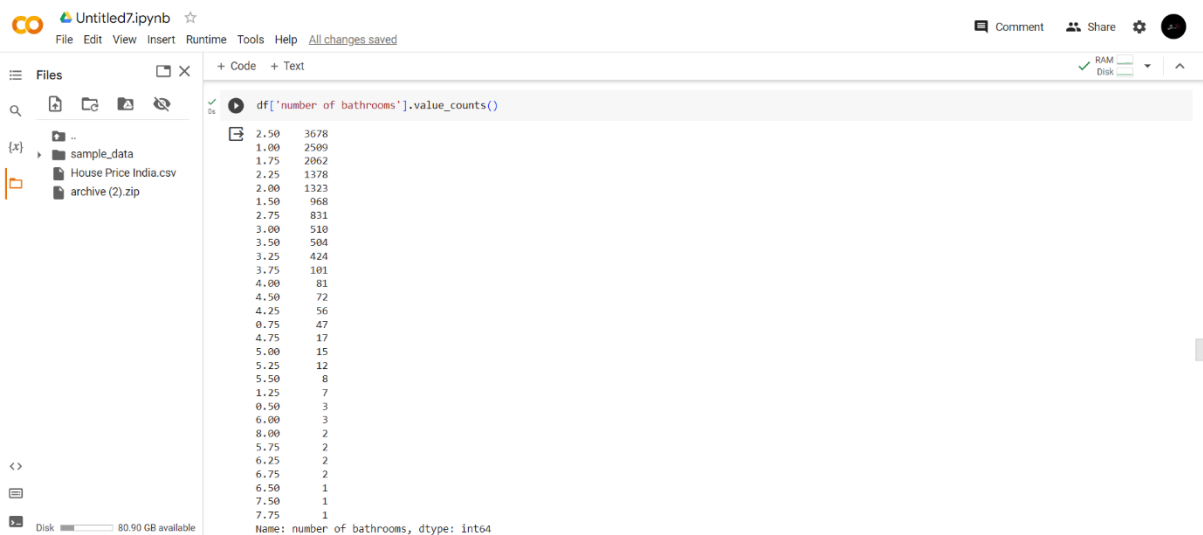 Untitled7.ipynb
File Edit View Insert Runtime Tools Help All changes saved
Comment Share
Files
+ Code + Text
RAM
Disk
{x}
..
sample_data
House Price India.csv
archive (2).zip
0s
df['number of bathrooms'].value_counts()
2.50 3678
1.00 2509
1.75 2062
2.25 1378
2.00 1323
1.50 968
2.75 831
3.00 510
3.50 504
3.25 424
3.75 101
4.00 81
4.50 72
4.25 56
0.75 47
4.75 17
5.00 15
5.25 12
5.50 8
1.25 7
0.50 3
6.00 3
8.00 2
5.75 2
6.25 2
6.75 2
6.50 1
7.50 1
7.75 1
Name: number of bathrooms, dtype: int64
Disk 80.90 GB available